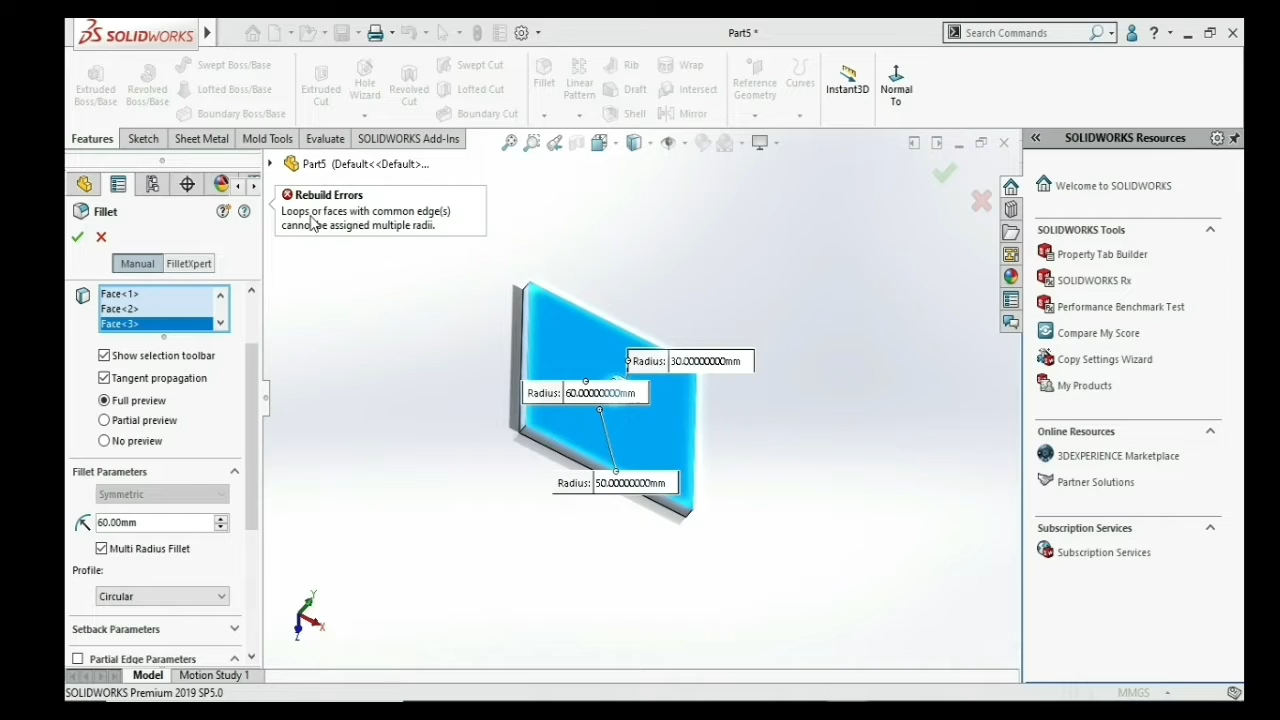 SOLIDWORKS
Part5 *
Search Commands
Extruded Boss/Base
Revolved Boss/Base
Swept Boss/Base
Lofted Boss/Base
Boundary Boss/Base
Extruded Cut
Hole Wizard
Revolved Cut
Swept Cut
Lofted Cut
Boundary Cut
Fillet
Linear Pattern
Rib
Draft
Shell
Wrap
Intersect
Mirror
Reference Geometry
Curves
Instant3D
Normal To
Features
Sketch
Sheet Metal
Mold Tools
Evaluate
SOLIDWORKS Add-Ins
Part5 (Default<<Default>...
Rebuild Errors
Loops or faces with common edge(s)
cannot be assigned multiple radii.
Fillet
Manual
FilletXpert
Face<1>
Face<2>
Face<3>
Show selection toolbar
Tangent propagation
Full preview
Partial preview
No preview
Fillet Parameters
Symmetric
60.00mm
Multi Radius Fillet
Profile:
Circular
Setback Parameters
Partial Edge Parameters
Radius: 30.00000000mm
Radius: 60.00000000mm
Radius: 50.00000000mm
Y
X
Z
Model
Motion Study 1
SOLIDWORKS Premium 2019 SP5.0
MMGS
SOLIDWORKS Resources
Welcome to SOLIDWORKS
SOLIDWORKS Tools
Property Tab Builder
SOLIDWORKS Rx
Performance Benchmark Test
Compare My Score
Copy Settings Wizard
My Products
Online Resources
3DEXPERIENCE Marketplace
Partner Solutions
Subscription Services
Subscription Services